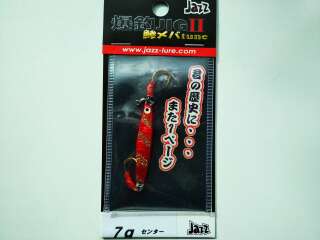 Jazz
爆釣JIGⅡ
鯵メバtune
www.jazz-lure.com
君の歴史に・・・
また1ページ
7g センター
Jazz